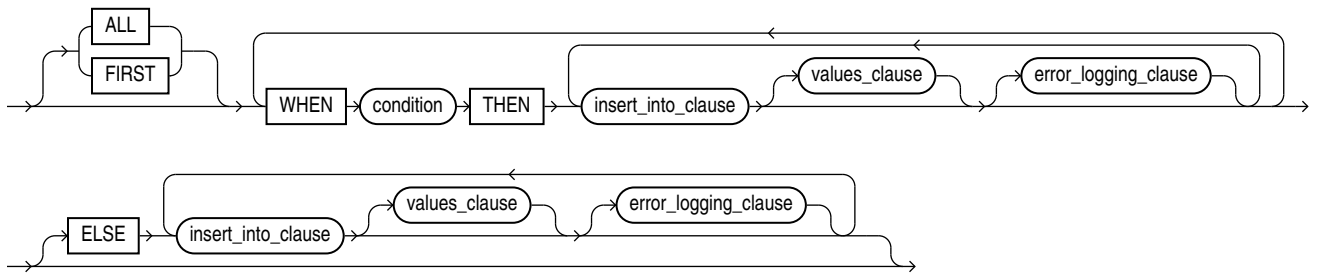 ALL
FIRST
values_clause error_logging_clause
WHEN condition THEN insert_into_clause
values_clause error_logging_clause
ELSE insert_into_clause